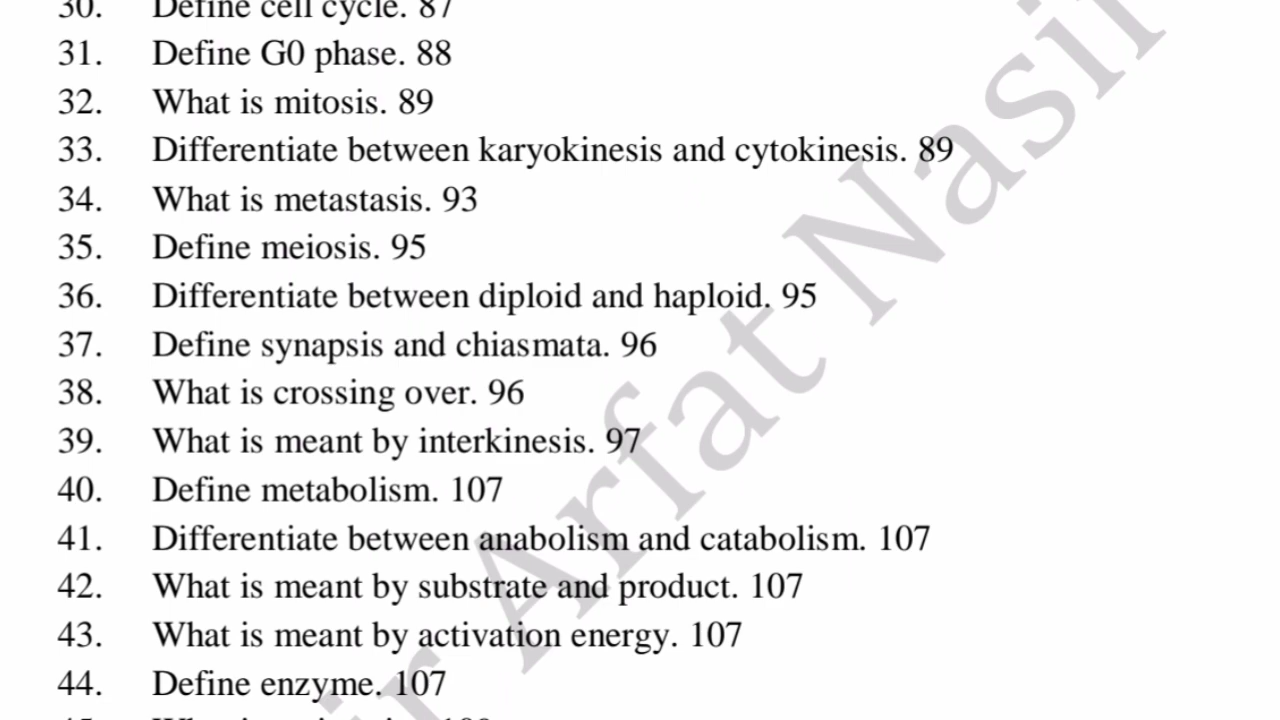 30. Define cell cycle. 87
31. Define G0 phase. 88
32. What is mitosis. 89
33. Differentiate between karyokinesis and cytokinesis. 89
34. What is metastasis. 93
35. Define meiosis. 95
36. Differentiate between diploid and haploid. 95
37. Define synapsis and chiasmata. 96
38. What is crossing over. 96
39. What is meant by interkinesis. 97
40. Define metabolism. 107
41. Differentiate between anabolism and catabolism. 107
42. What is meant by substrate and product. 107
43. What is meant by activation energy. 107
44. Define enzyme. 107
Arfat Nasir